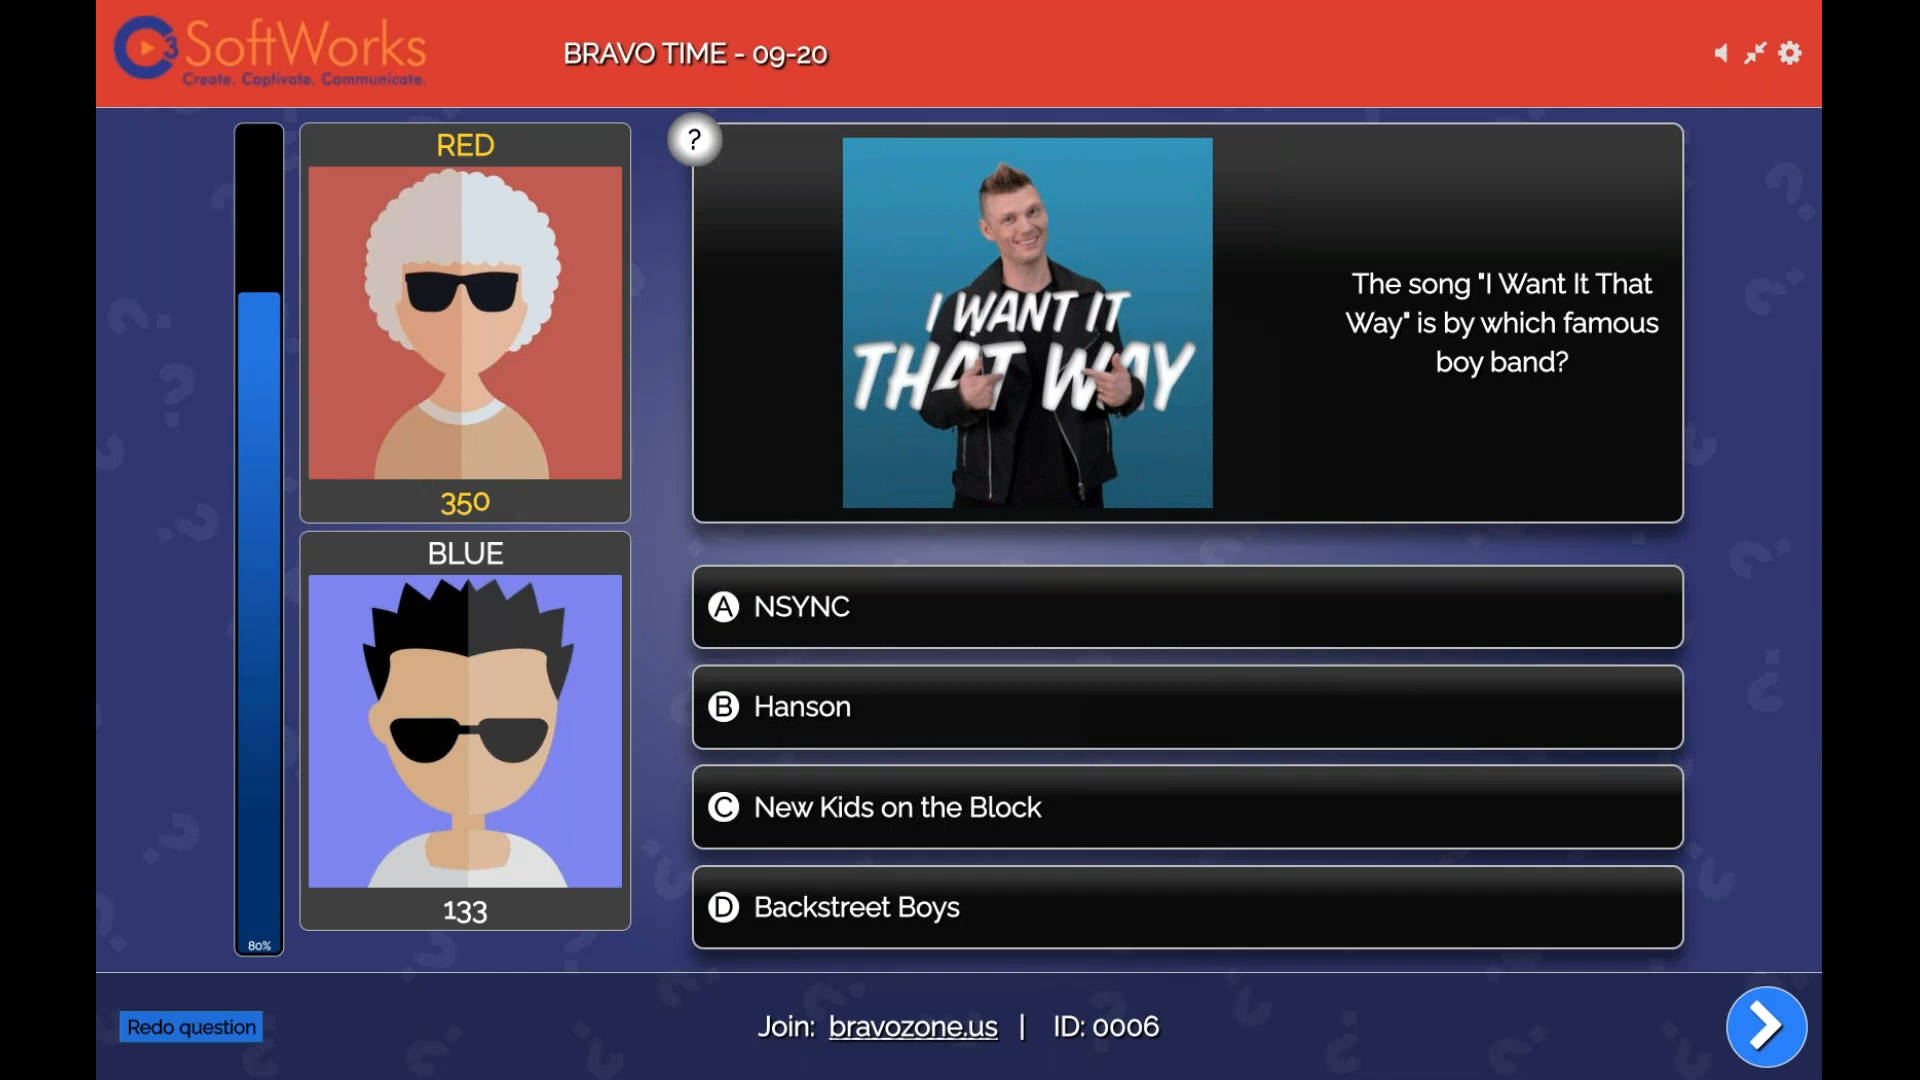 C3 SoftWorks
Create. Captivate. Communicate.
BRAVO TIME - 09-20
RED
350
BLUE
133
80%
?
I WANT IT
THAT WAY
The song "I Want It That
Way" is by which famous
boy band?
A NSYNC
B Hanson
C New Kids on the Block
D Backstreet Boys
Redo question
Join: bravozone.us | ID: 0006